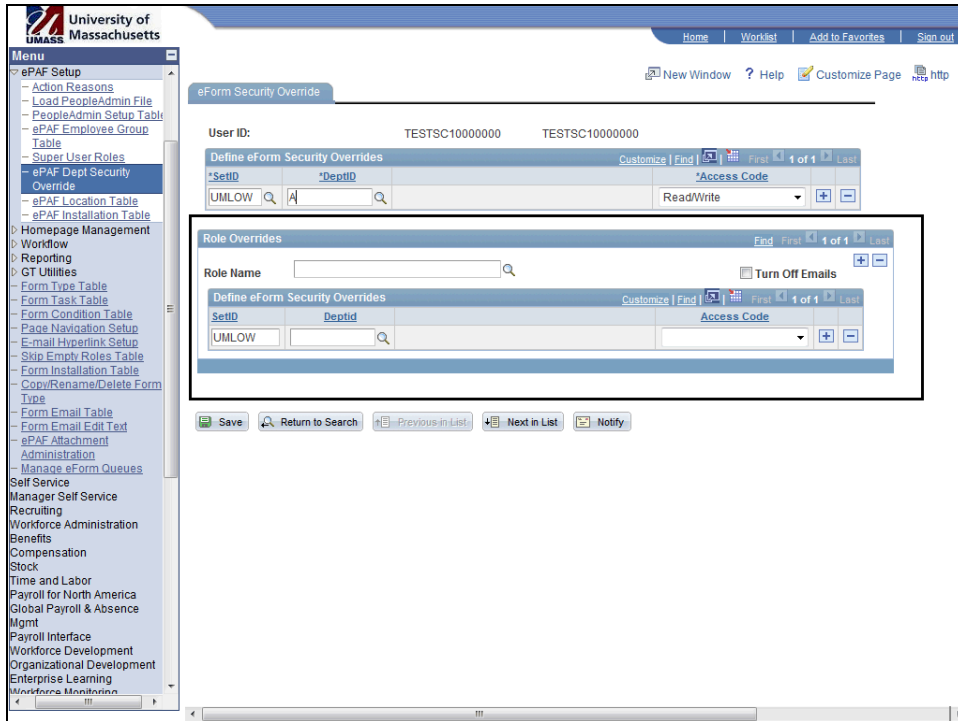 University of
UMASS Massachusetts
Home | Worklist | Add to Favorites | Sign out
Menu
ePAF Setup
– Action Reasons
– Load PeopleAdmin File
– PeopleAdmin Setup Table
– ePAF Employee Group
Table
– Super User Roles
– ePAF Dept Security
Override
– ePAF Location Table
– ePAF Installation Table
Homepage Management
Workflow
Reporting
GT Utilities
– Form Type Table
– Form Task Table
– Form Condition Table
– Page Navigation Setup
– E-mail Hyperlink Setup
– Skip Empty Roles Table
– Form Installation Table
– Copy/Rename/Delete Form
Type
– Form Email Table
– Form Email Edit Text
– ePAF Attachment
Administration
– Manage eForm Queues
Self Service
Manager Self Service
Recruiting
Workforce Administration
Benefits
Compensation
Stock
Time and Labor
Payroll for North America
Global Payroll & Absence
Mgmt
Payroll Interface
Workforce Development
Organizational Development
Enterprise Learning
Workforce Monitoring
New Window ? Help Customize Page http
eForm Security Override
User ID: TESTSC10000000 TESTSC10000000
Define eForm Security Overrides Customize | Find | First 1 of 1 Last
*SetID *DeptID *Access Code
UMLOW A Read/Write
Role Overrides Find First 1 of 1 Last
Role Name Turn Off Emails
Define eForm Security Overrides Customize | Find | First 1 of 1 Last
SetID Deptid Access Code
UMLOW
Save Return to Search Previous in List Next in List Notify